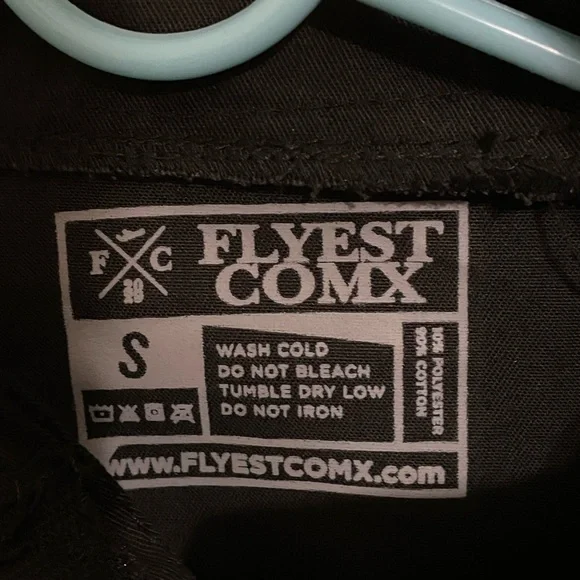 F C
FLYEST
COMX
S
WASH COLD
DO NOT BLEACH
TUMBLE DRY LOW
DO NOT IRON
10% POLYESTER
90% COTTON
www.FLYESTCOMX.com